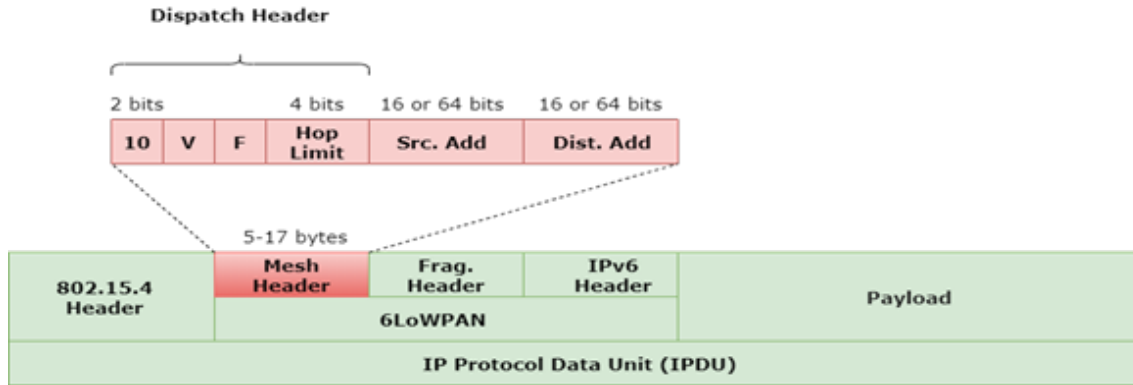 Dispatch Header
2 bits 4 bits 16 or 64 bits 16 or 64 bits
10 V F Hop Limit Src. Add Dist. Add
5-17 bytes
802.15.4 Header
Mesh Header
Frag. Header
IPv6 Header
Payload
6LoWPAN
IP Protocol Data Unit (IPDU)